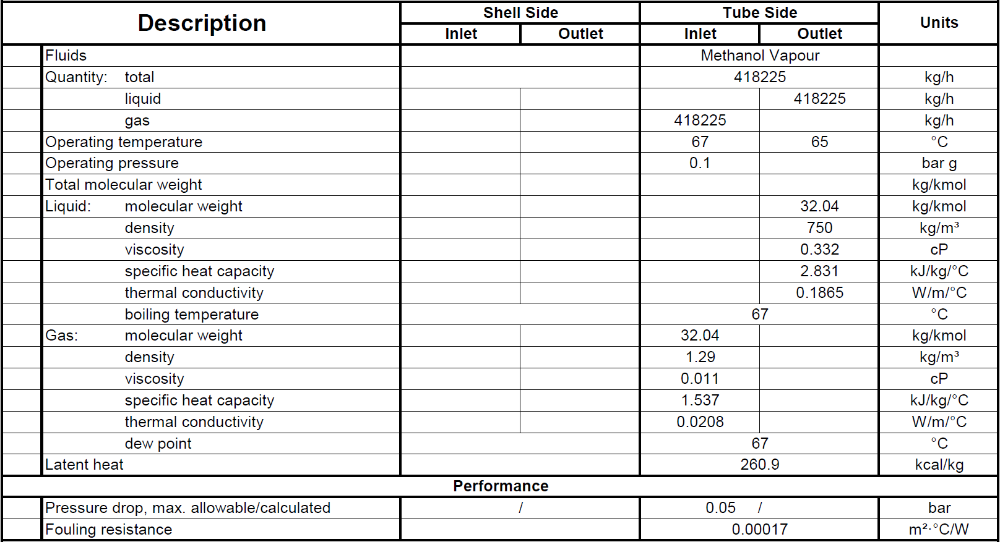 Description Shell Side Tube Side Units
Inlet Outlet Inlet Outlet
Fluids Methanol Vapour
Quantity: total 418225 kg/h
liquid 418225 kg/h
gas 418225 kg/h
Operating temperature 67 65 °C
Operating pressure 0.1 bar g
Total molecular weight kg/kmol
Liquid: molecular weight 32.04 kg/kmol
density 750 kg/m³
viscosity 0.332 cP
specific heat capacity 2.831 kJ/kg/°C
thermal conductivity 0.1865 W/m/°C
boiling temperature 67 °C
Gas: molecular weight 32.04 kg/kmol
density 1.29 kg/m³
viscosity 0.011 cP
specific heat capacity 1.537 kJ/kg/°C
thermal conductivity 0.0208 W/m/°C
dew point 67 °C
Latent heat 260.9 kcal/kg
Performance
Pressure drop, max. allowable/calculated / 0.05 / bar
Fouling resistance 0.00017 m²·°C/W